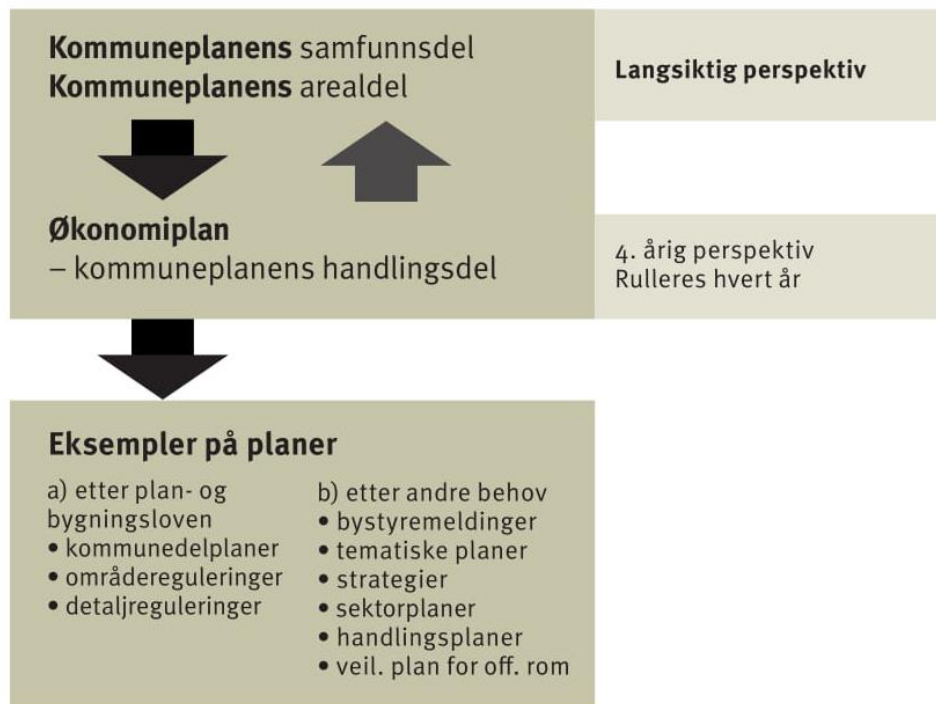 Kommuneplanens samfunnsdel
Kommuneplanens arealdel
Langsiktig perspektiv
Økonomiplan
– kommuneplanens handlingsdel
4. årig perspektiv
Rulleres hvert år
Eksempler på planer
a) etter plan- og
bygningsloven
• kommunedelplaner
• områdereguleringer
• detaljreguleringer
b) etter andre behov
• bystyremeldinger
• tematiske planer
• strategier
• sektorplaner
• handlingsplaner
• veil. plan for off. rom